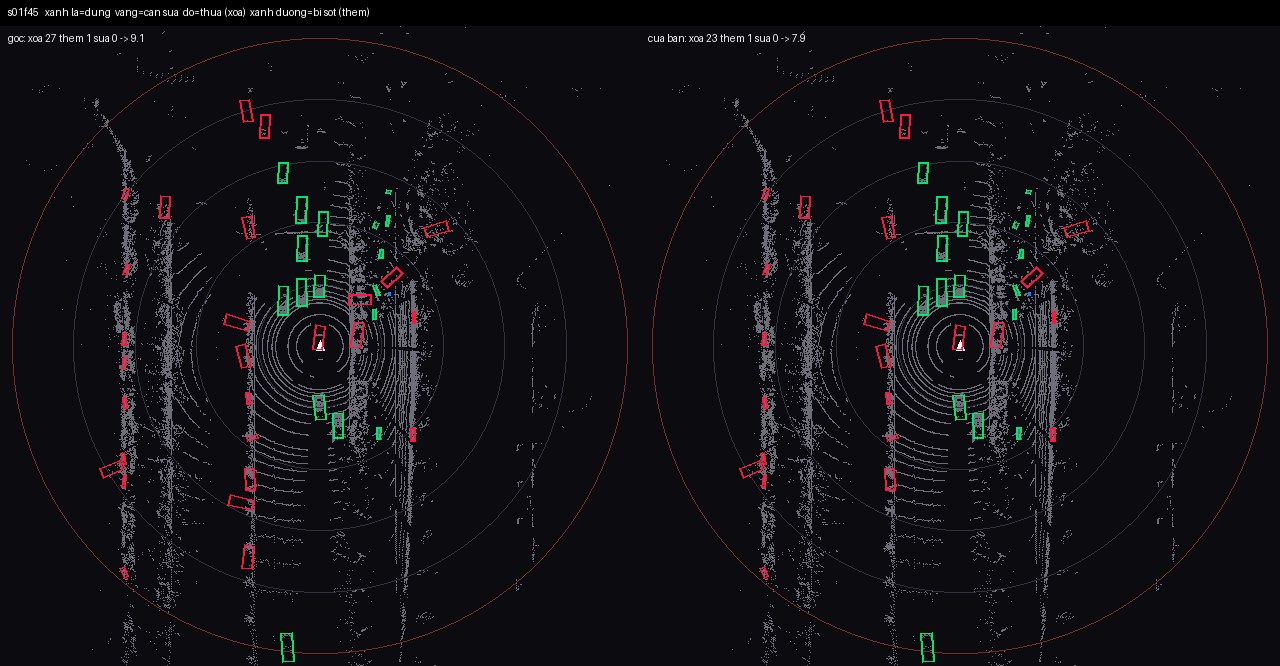 s01f45 xanh la=dung vang=can sua do=thua (xoa) xanh duong=bi sot (them)
goc: xoa 27 them 1 sua 0 -> 9.1
cua ban: xoa 23 them 1 sua 0 -> 7.9